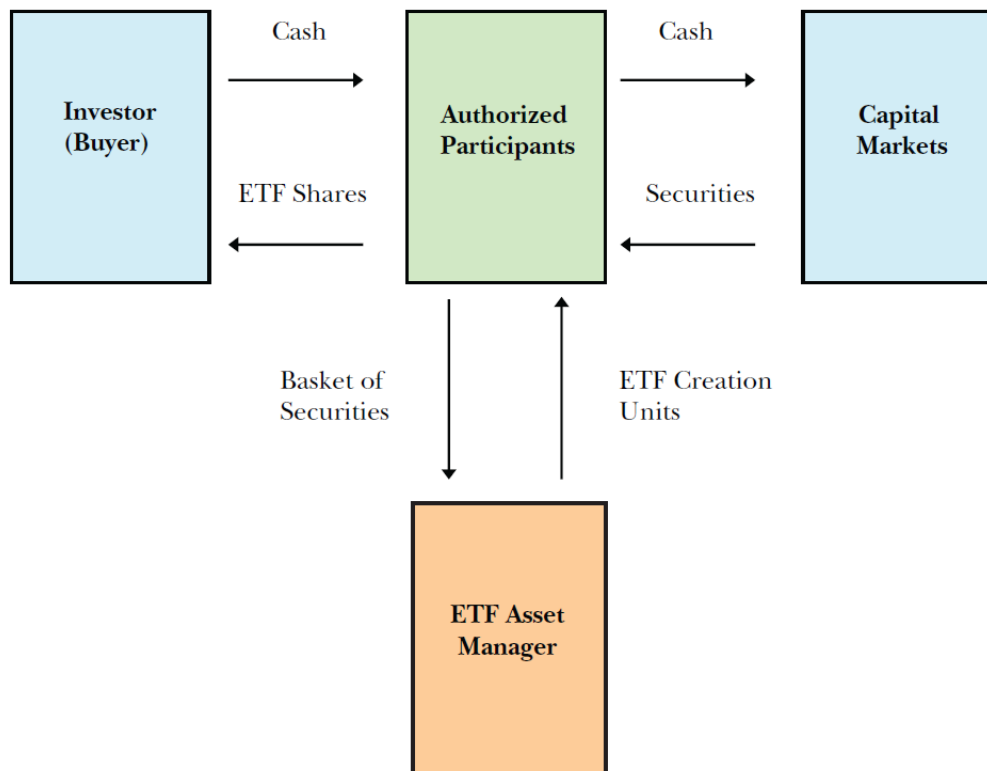 Cash
Cash
Investor
(Buyer)
Authorized
Participants
Capital
Markets
ETF Shares
Securities
Basket of
Securities
ETF Creation
Units
ETF Asset
Manager